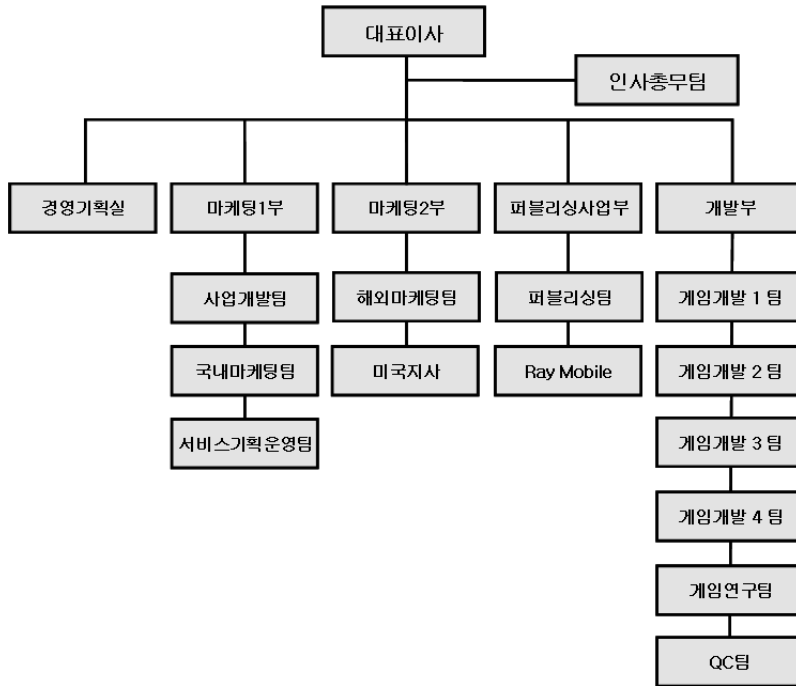 대표이사
인사총무팀
경영기획실
마케팅1부
마케팅2부
퍼블리싱사업부
개발부
사업개발팀
해외마케팅팀
퍼블리싱팀
게임개발 1 팀
국내마케팅팀
미국지사
Ray Mobile
게임개발 2 팀
서비스기획운영팀
게임개발 3 팀
게임개발 4 팀
게임연구팀
QC팀